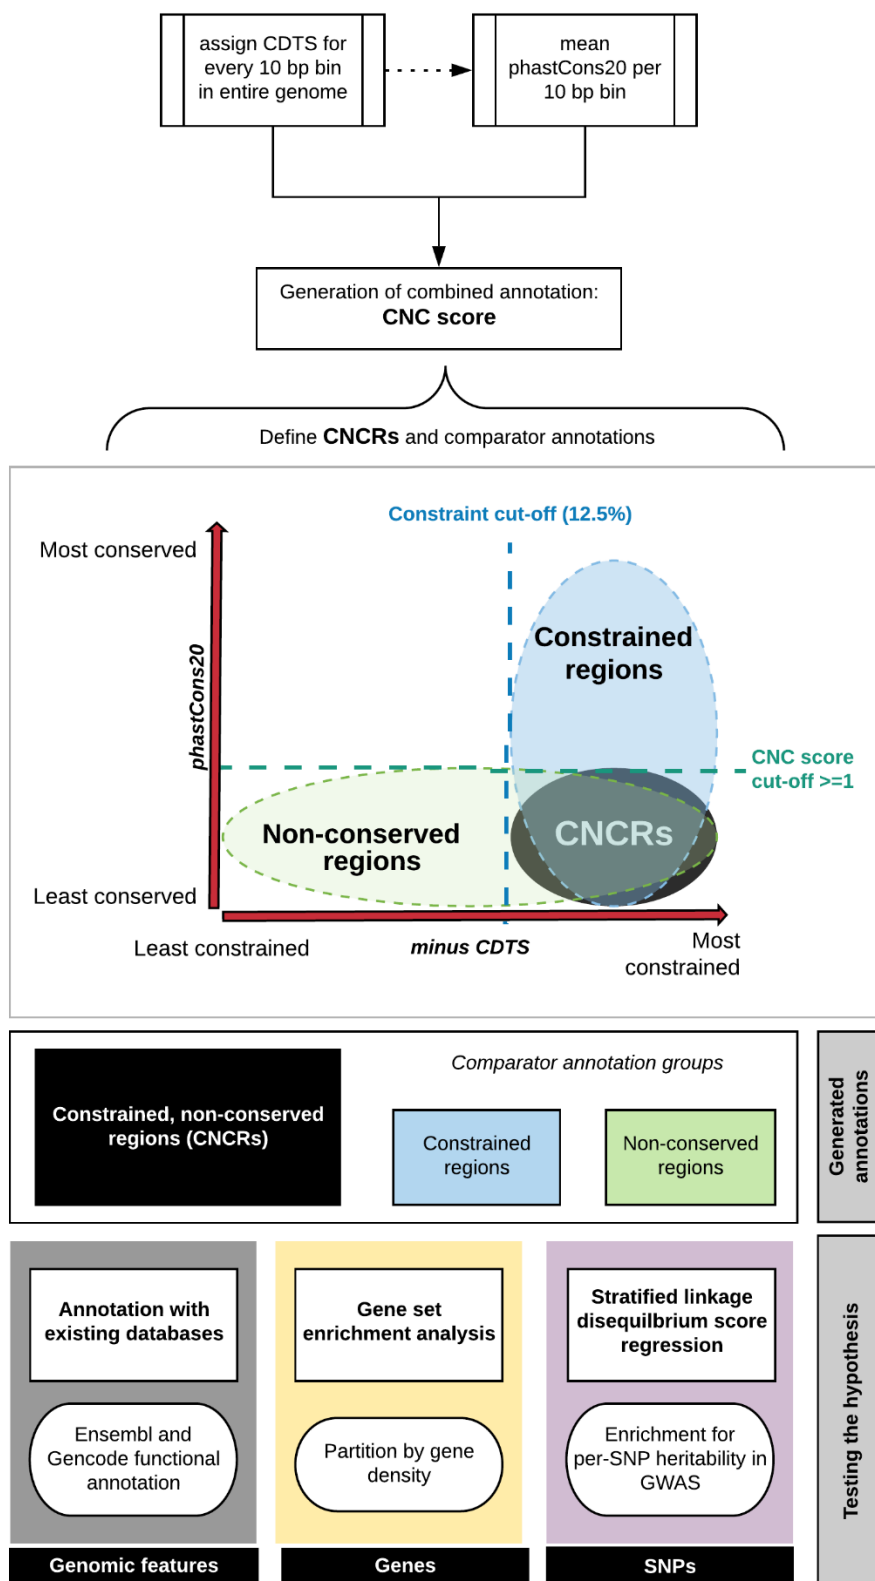 assign CDTS for
every 10 bp bin
in entire genome
mean
phastCons20 per
10 bp bin
Generation of combined annotation:
CNC score
Define CNCRs and comparator annotations
Constraint cut-off (12.5%)
Most conserved
phastCons20
Constrained
regions
CNC score
cut-off >=1
Non-conserved
regions
CNCRs
Least conserved
Least constrained
minus CDTS
Most
constrained
Comparator annotation groups
Constrained, non-conserved
regions (CNCRs)
Constrained
regions
Non-conserved
regions
Generated
annotations
Annotation with
existing databases
Gene set
enrichment analysis
Stratified linkage
disequilbrium score
regression
Ensembl and
Gencode functional
annotation
Partition by gene
density
Enrichment for
per-SNP heritability in
GWAS
Testing the hypothesis
Genomic features
Genes
SNPs